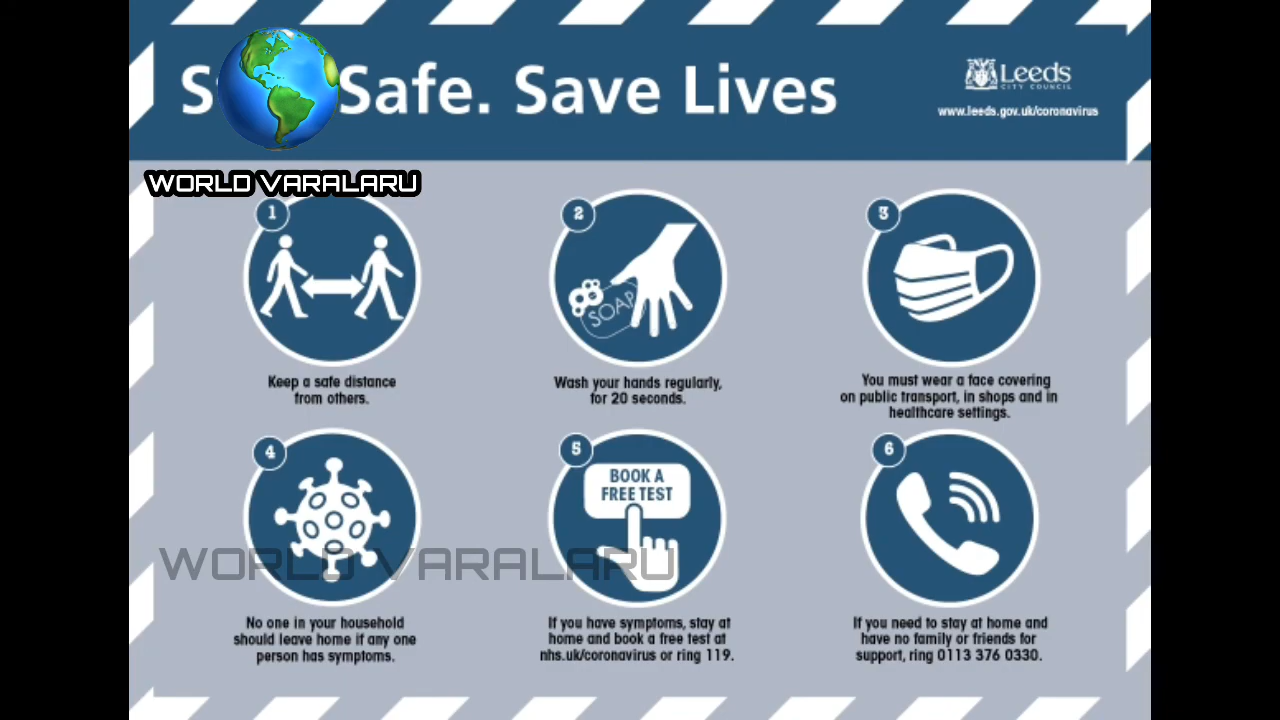 S Safe. Save Lives
Leeds
CITY COUNCIL
www.leeds.gov.uk/coronavirus
WORLD VARALARU
1
2
3
SOAP
Keep a safe distance
from others.
Wash your hands regularly,
for 20 seconds.
You must wear a face covering
on public transport, in shops and in
healthcare settings.
4
5
6
BOOK A
FREE TEST
WORLD VARALARU
No one in your household
should leave home if any one
person has symptoms.
If you have symptoms, stay at
home and book a free test at
nhs.uk/coronavirus or ring 119.
If you need to stay at home and
have no family or friends for
support, ring 0113 376 0330.